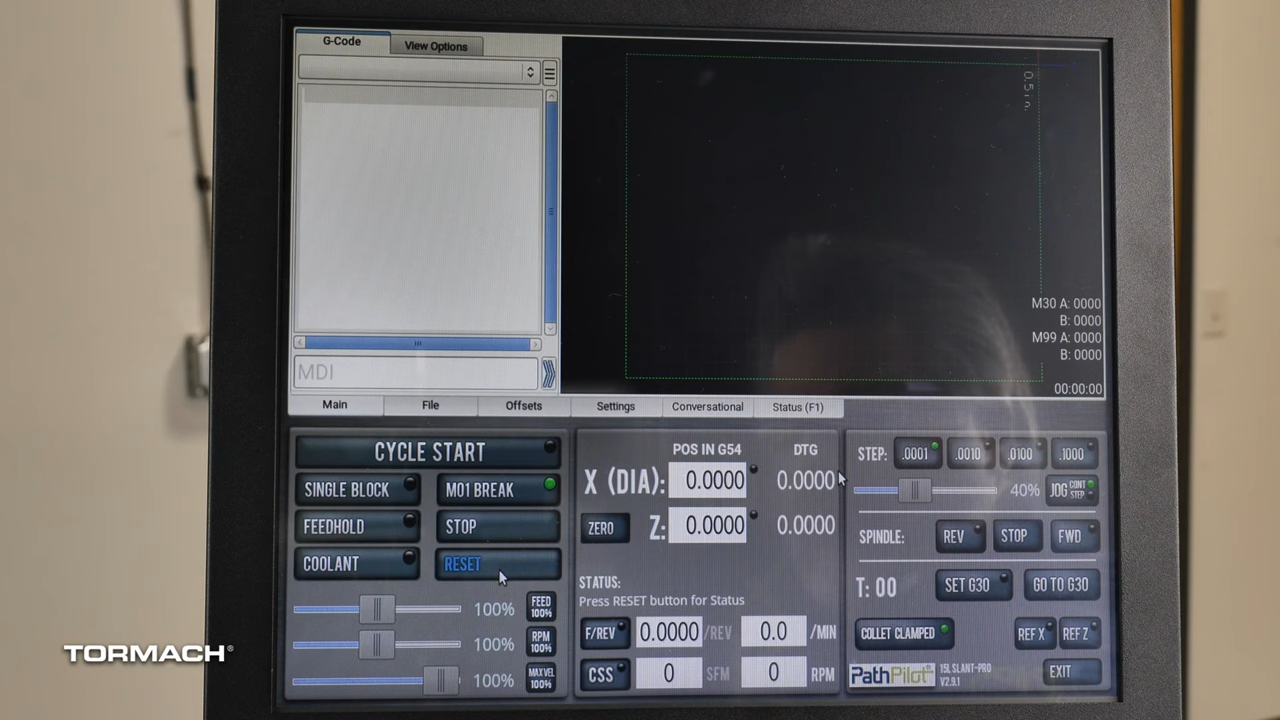 G-Code
View Options
0.5 in.
M30 A: 0000
B: 0000
M99 A: 0000
B: 0000
00:00:00
MDI
Main
File
Offsets
Settings
Conversational
Status (F1)
CYCLE START
SINGLE BLOCK
M01 BREAK
FEEDHOLD
STOP
COOLANT
RESET
100%
FEED
100%
100%
RPM
100%
100%
MAX VEL
100%
POS IN G54
DTG
X (DIA):
0.0000
0.0000
ZERO
Z:
0.0000
0.0000
STATUS:
Press RESET button for Status
F/REV
0.0000
/REV
0.0
/MIN
CSS
0
SFM
0
RPM
STEP:
.0001
.0010
.0100
.1000
40%
JOG
CONT
STEP
SPINDLE:
REV
STOP
FWD
T: 00
SET G30
GO TO G30
COLLET CLAMPED
REF X
REF Z
PathPilot®
15L SLANT-PRO
V2.9.1
EXIT
TORMACH®